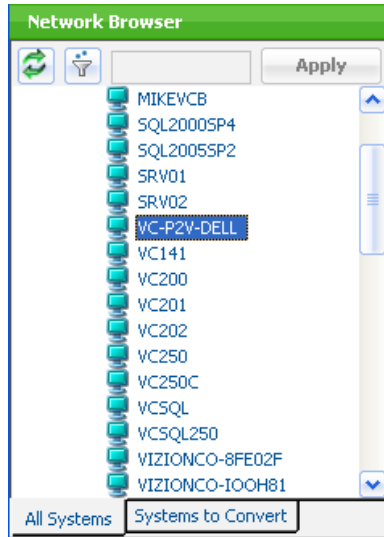 Network Browser
Apply
MIKEVCB
SQL2000SP4
SQL2005SP2
SRV01
SRV02
VC-P2V-DELL
VC141
VC200
VC201
VC202
VC250
VC250C
VCSQL
VCSQL250
VIZIONCO-8FE02F
VIZIONCO-IOOH81
All Systems Systems to Convert